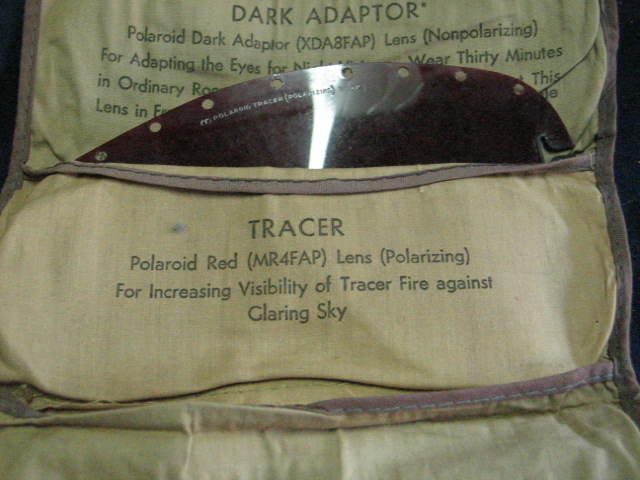 DARK ADAPTOR*
Polaroid Dark Adaptor (XDA8FAP) Lens (Nonpolarizing)
For Adapting the Eyes for Wear Thirty Minutes
in Ordinary This
Lens in
(T) POLAROID TRACER (POLARIZING)
TRACER
Polaroid Red (MR4FAP) Lens (Polarizing)
For Increasing Visibility of Tracer Fire against
Glaring Sky